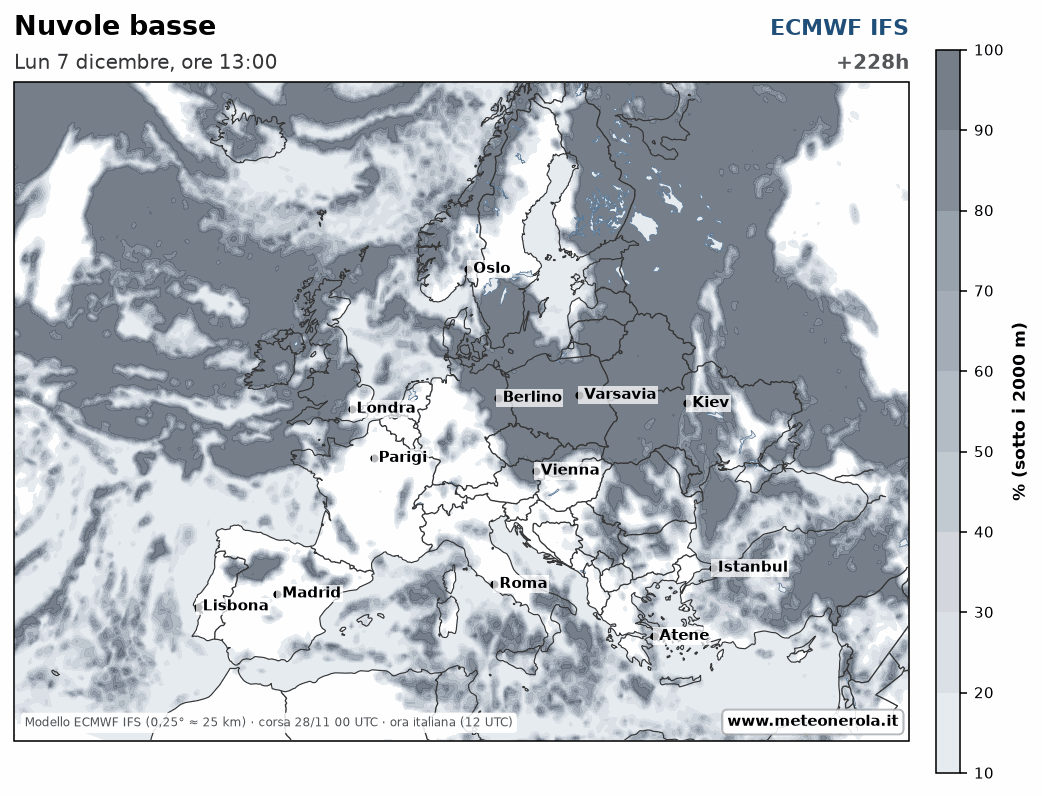 Nuvole basse
ECMWF IFS
Lun 7 dicembre, ore 13:00
+228h
100
90
80
70
60
50
40
30
20
10
% (sotto i 2000 m)
Oslo
Berlino
Varsavia
Kiev
Londra
Parigi
Vienna
Istanbul
Roma
Madrid
Lisbona
Atene
Modello ECMWF IFS (0,25° ≈ 25 km) · corsa 28/11 00 UTC · ora italiana (12 UTC)
www.meteonerola.it